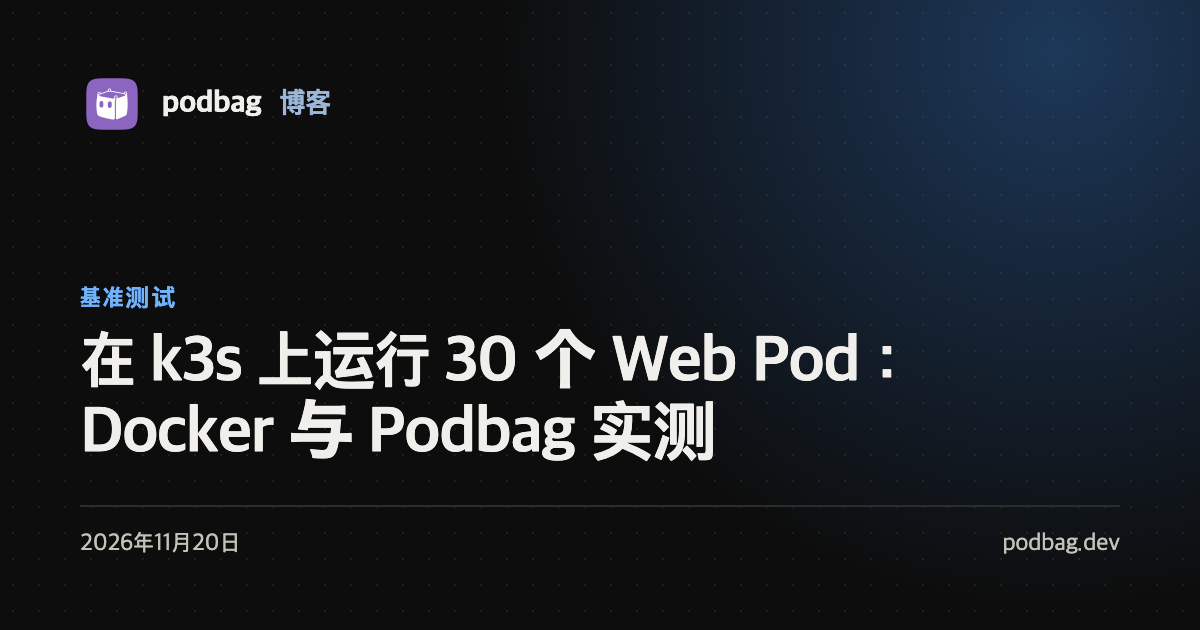 podbag 博客
基准测试
在 k3s 上运行 30 个 Web Pod：
Docker 与 Podbag 实测
2026年11月20日
podbag.dev